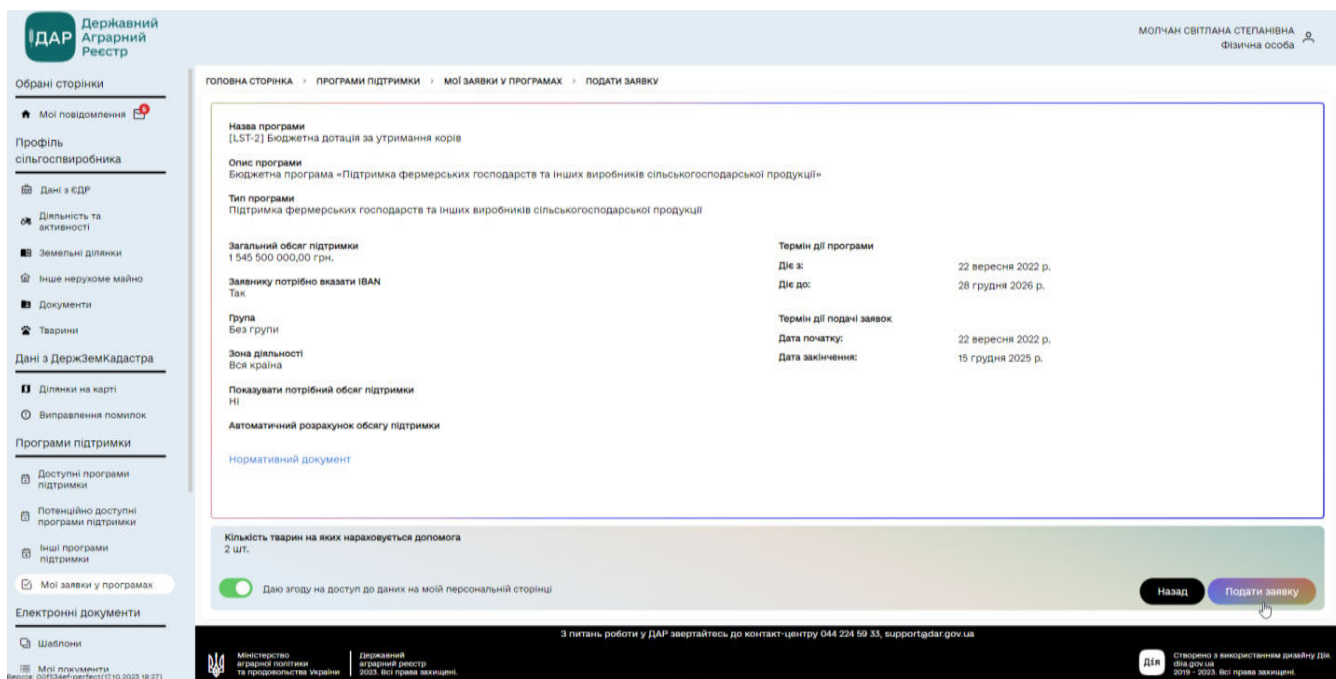 ДАР
Державний
Аграрний
Реєстр
МОЛЧАН СВІТЛАНА СТЕПАНІВНА
Фізична особа
Обрані сторінки
Мої повідомлення
Профіль
сільгоспвиробника
Дані з ЄДР
Діяльність та
активності
Земельні ділянки
Інше нерухоме майно
Документи
Тварини
Дані з ДержЗемКадастра
Ділянки на карті
Виправлення помилок
Програми підтримки
Доступні програми
підтримки
Потенційно доступні
програми підтримки
Інші програми
підтримки
Мої заявки у програмах
Електронні документи
Шаблони
Мої документи
Версія: 00f534ef-perfect(17.10.2023 18:27)
ГОЛОВНА СТОРІНКА > ПРОГРАМИ ПІДТРИМКИ > МОЇ ЗАЯВКИ У ПРОГРАМАХ > ПОДАТИ ЗАЯВКУ
Назва програми
[LST-2] Бюджетна дотація за утримання корів
Опис програми
Бюджетна програма «Підтримка фермерських господарств та інших виробників сільськогосподарської продукції»
Тип програми
Підтримка фермерських господарств та інших виробників сільськогосподарської продукції
Загальний обсяг підтримки
1 545 500 000,00 грн.
Заявнику потрібно вказати IBAN
Так
Група
Без групи
Зона діяльності
Вся країна
Показувати потрібний обсяг підтримки
Ні
Автоматичний розрахунок обсягу підтримки
Нормативний документ
Термін дії програми
Діє з: 22 вересня 2022 р.
Діє до: 28 грудня 2026 р.
Термін дії подачі заявок
Дата початку: 22 вересня 2022 р.
Дата закінчення: 15 грудня 2025 р.
Кількість тварин на яких нараховується допомога
2 шт.
Даю згоду на доступ до даних на моїй персональній сторінці
Назад
Подати заявку
З питань роботи у ДАР звертайтесь до контакт-центру 044 224 59 33, support@dar.gov.ua
Міністерство
аграрної політики
та продовольства України
Державний
аграрний реєстр
2023. Всі права захищені.
Дія
Створено з використанням дизайну Дія.
diia.gov.ua
2019 - 2023. Всі права захищені.